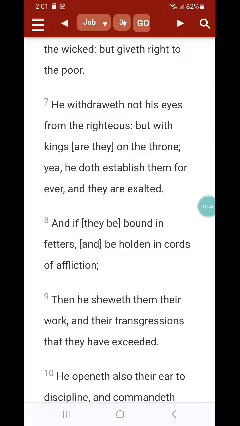 2:01
82%
Job
GO
the wicked: but giveth right to
the poor.
7 He withdraweth not his eyes
from the righteous: but with
kings [are they] on the throne;
yea, he doth establish them for
ever, and they are exalted.
8 And if [they be] bound in
fetters, [and] be holden in cords
of affliction;
9 Then he sheweth them their
work, and their transgressions
that they have exceeded.
10 He openeth also their ear to
discipline, and commandeth